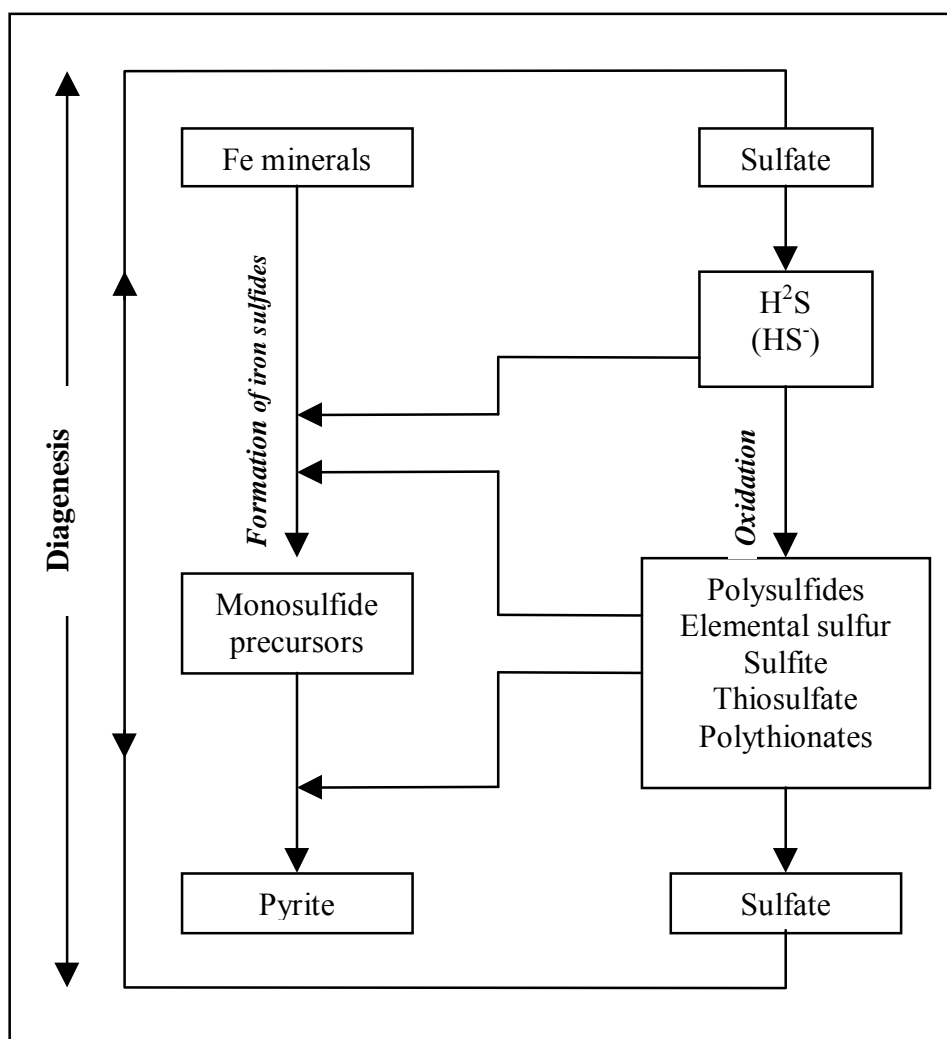 Fe minerals
Sulfate
H²S
(HS⁻)
Formation of iron sulfides
Diagenesis
Oxidation
Monosulfide
precursors
Polysulfides
Elemental sulfur
Sulfite
Thiosulfate
Polythionates
Pyrite
Sulfate